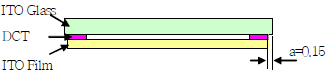 ITO Glass
DCT
ITO Film
a=0,15